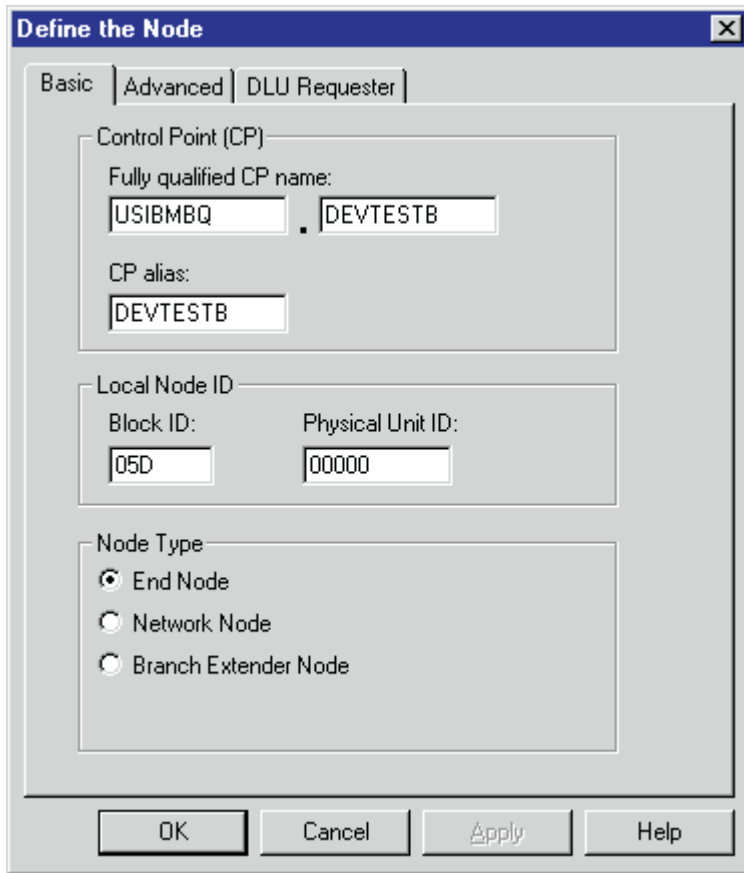 Define the Node
Basic Advanced DLU Requester
Control Point (CP)
Fully qualified CP name:
USIBMBQ . DEVTESTB
CP alias:
DEVTESTB
Local Node ID
Block ID: Physical Unit ID:
05D 00000
Node Type
End Node
Network Node
Branch Extender Node
OK Cancel Apply Help